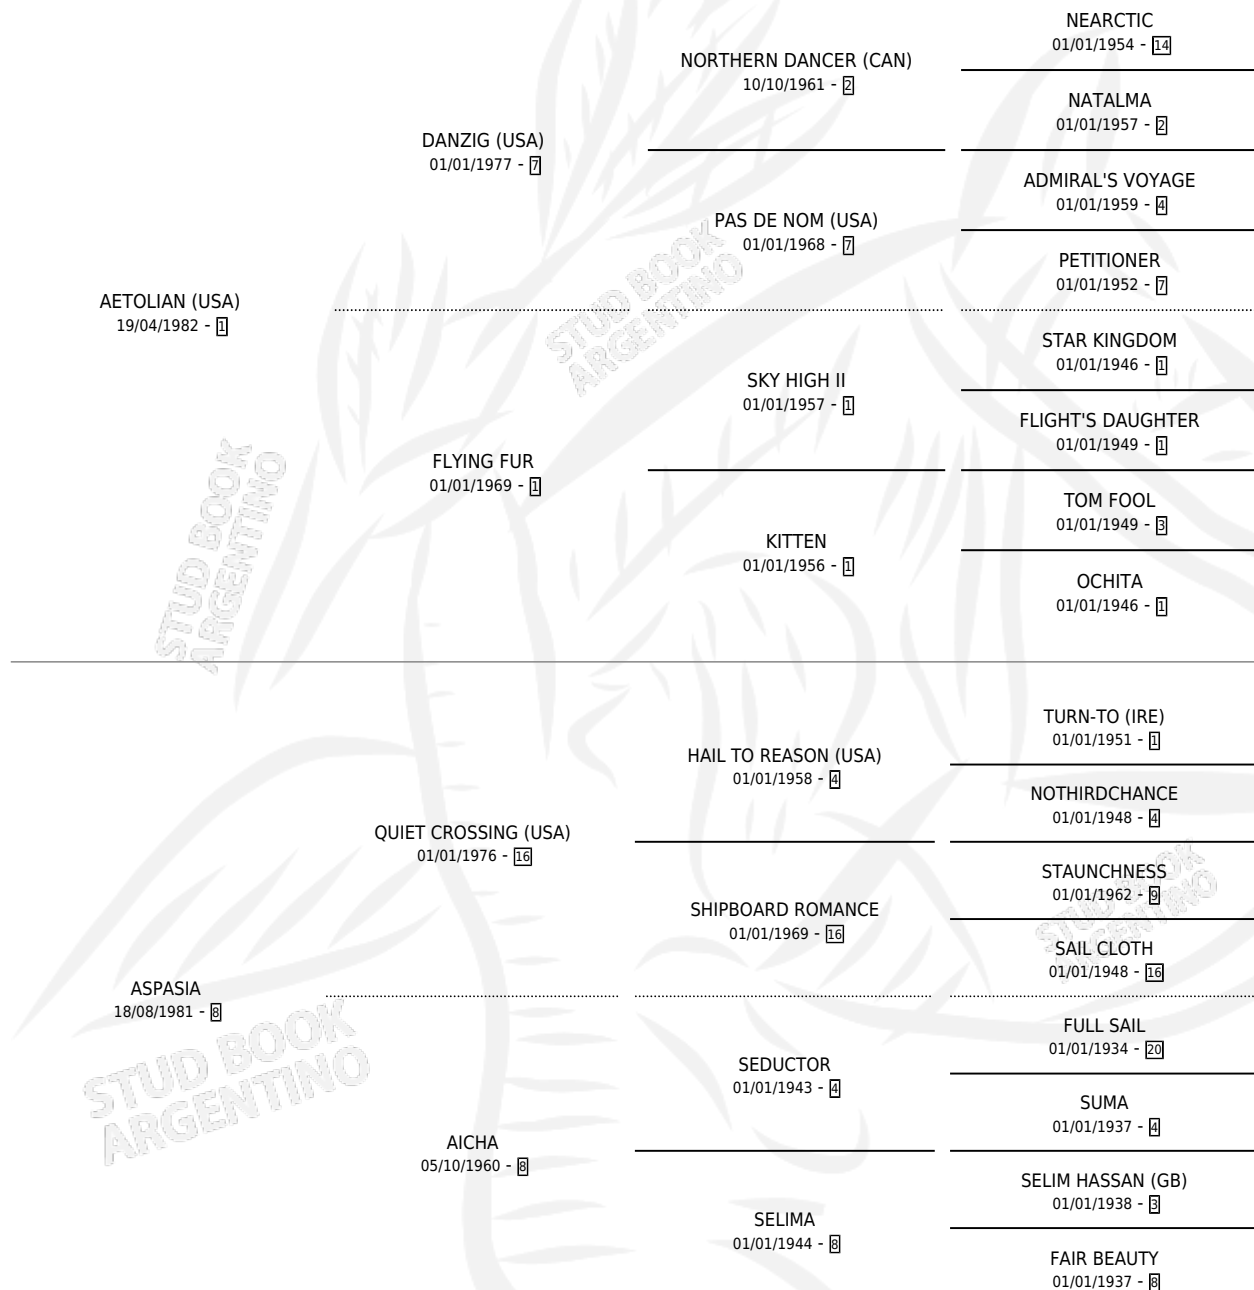 NEARCTIC
01/01/1954 - 14
NORTHERN DANCER (CAN)
10/10/1961 - 2
NATALMA
01/01/1957 - 2
DANZIG (USA)
01/01/1977 - 7
ADMIRAL'S VOYAGE
01/01/1959 - 4
PAS DE NOM (USA)
01/01/1968 - 7
PETITIONER
01/01/1952 - 7
AETOLIAN (USA)
19/04/1982 - 1
STAR KINGDOM
01/01/1946 - 1
SKY HIGH II
01/01/1957 - 1
FLIGHT'S DAUGHTER
01/01/1949 - 1
FLYING FUR
01/01/1969 - 1
TOM FOOL
01/01/1949 - 3
KITTEN
01/01/1956 - 1
OCHITA
01/01/1946 - 1
TURN-TO (IRE)
01/01/1951 - 1
HAIL TO REASON (USA)
01/01/1958 - 4
NOTHIRDCHANCE
01/01/1948 - 4
QUIET CROSSING (USA)
01/01/1976 - 16
STAUNCHNESS
01/01/1962 - 9
SHIPBOARD ROMANCE
01/01/1969 - 16
SAIL CLOTH
01/01/1948 - 16
ASPASIA
18/08/1981 - 8
FULL SAIL
01/01/1934 - 20
SEDUCTOR
01/01/1943 - 4
SUMA
01/01/1937 - 4
AICHA
05/10/1960 - 8
SELIM HASSAN (GB)
01/01/1938 - 3
SELIMA
01/01/1944 - 8
FAIR BEAUTY
01/01/1937 - 8
STUD BOOK
ARGENTINO
STUD BOOK
ARGENTINO
STUD BOOK
ARGENTINO
STUD BOOK
ARGENTINO